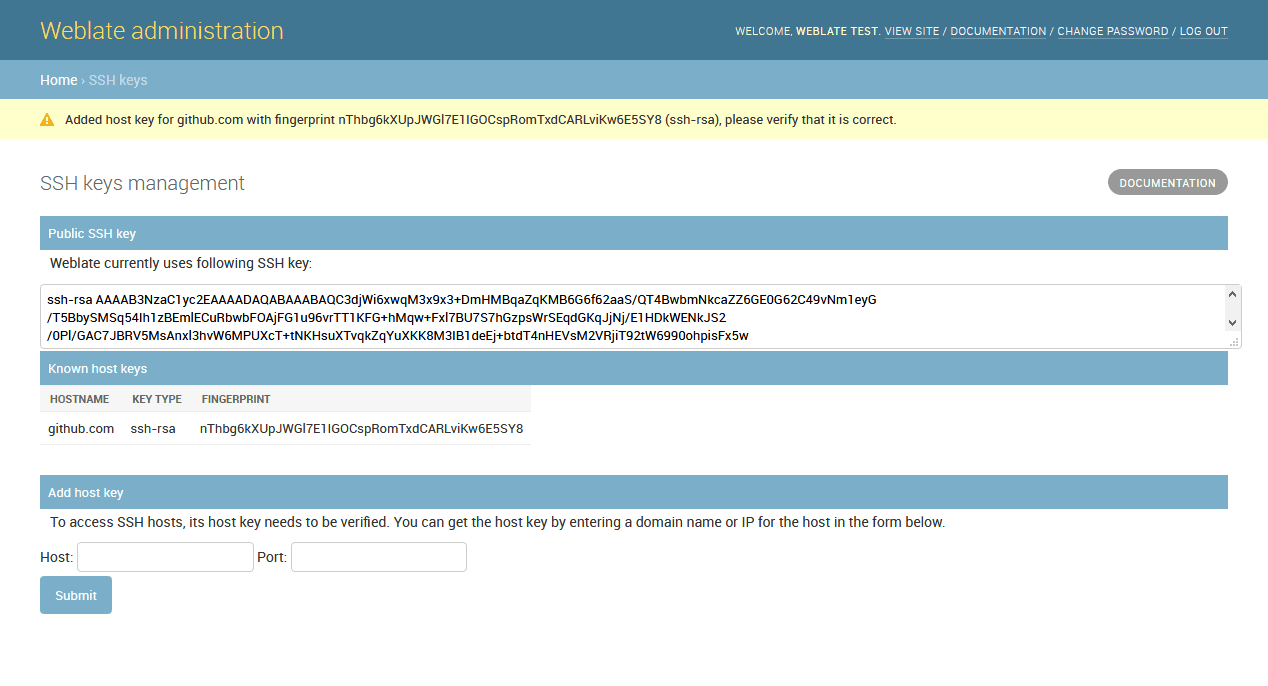 Weblate administration
WELCOME, WEBLATE TEST. VIEW SITE / DOCUMENTATION / CHANGE PASSWORD / LOG OUT
Home › SSH keys
Added host key for github.com with fingerprint nThbg6kXUpJWGl7E1IGOCspRomTxdCARLviKw6E5SY8 (ssh-rsa), please verify that it is correct.
SSH keys management
DOCUMENTATION
Public SSH key
Weblate currently uses following SSH key:
ssh-rsa AAAAB3NzaC1yc2EAAAADAQABAAABAQC3djWi6xwqM3x9x3+DmHMBqaZqKMB6G6f62aaS/QT4BwbmNkcaZZ6GE0G62C49vNm1eyG
/T5BbySMSq54Ih1zBEmlECuRbwbFOAjFG1u96vrTT1KFG+hMqw+Fxl7BU7S7hGzpsWrSEqdGKqJjNj/E1HDkWENkJS2
/0Pl/GAC7JBRV5MsAnxl3hvW6MPUXcT+tNKHsuXTvqkZqYuXKK8M3IB1deEj+btdT4nHEVsM2VRjiT92tW6990ohpisFx5w
Known host keys
HOSTNAME KEY TYPE FINGERPRINT
github.com ssh-rsa nThbg6kXUpJWGl7E1IGOCspRomTxdCARLviKw6E5SY8
Add host key
To access SSH hosts, its host key needs to be verified. You can get the host key by entering a domain name or IP for the host in the form below.
Host: Port:
Submit